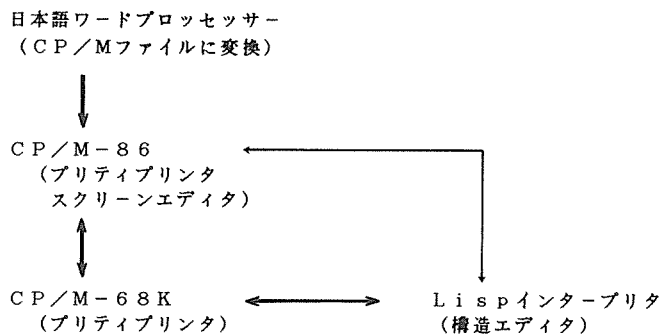 日本語ワードプロッセッサー
(CP/Mファイルに変換)
CP/M-86
(プリティプリンタ
スクリーンエディタ)
CP/M-68K
(プリティプリンタ)
Lispインタープリタ
(構造エディタ)